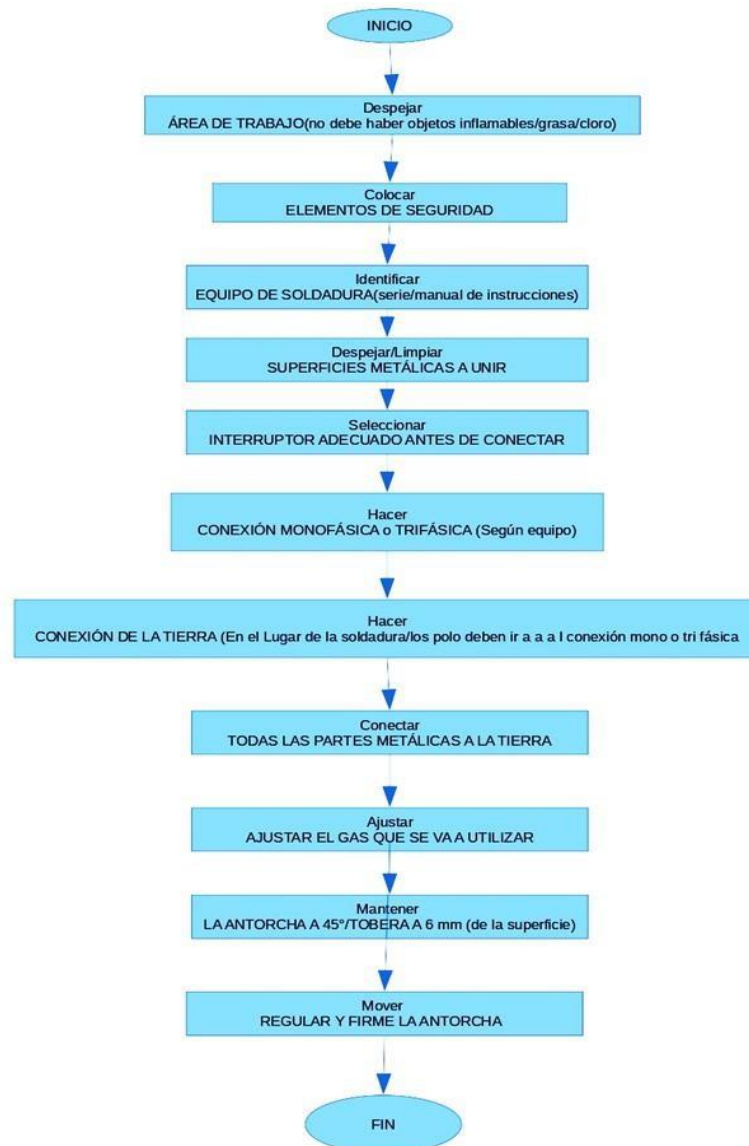 INICIO
Despejar
ÁREA DE TRABAJO(no debe haber objetos inflamables/grasa/cloro)
Colocar
ELEMENTOS DE SEGURIDAD
Identificar
EQUIPO DE SOLDADURA(serie/manual de instrucciones)
Despejar/Limpiar
SUPERFICIES METÁLICAS A UNIR
Seleccionar
INTERRUPTOR ADECUADO ANTES DE CONECTAR
Hacer
CONEXIÓN MONOFÁSICA o TRIFÁSICA (Según equipo)
Hacer
CONEXIÓN DE LA TIERRA (En el Lugar de la soldadura/los polo deben ir a a a l conexión mono o tri fásica
Conectar
TODAS LAS PARTES METÁLICAS A LA TIERRA
Ajustar
AJUSTAR EL GAS QUE SE VA A UTILIZAR
Mantener
LA ANTORCHA A 45°/TOBERA A 6 mm (de la superficie)
Mover
REGULAR Y FIRME LA ANTORCHA
FIN